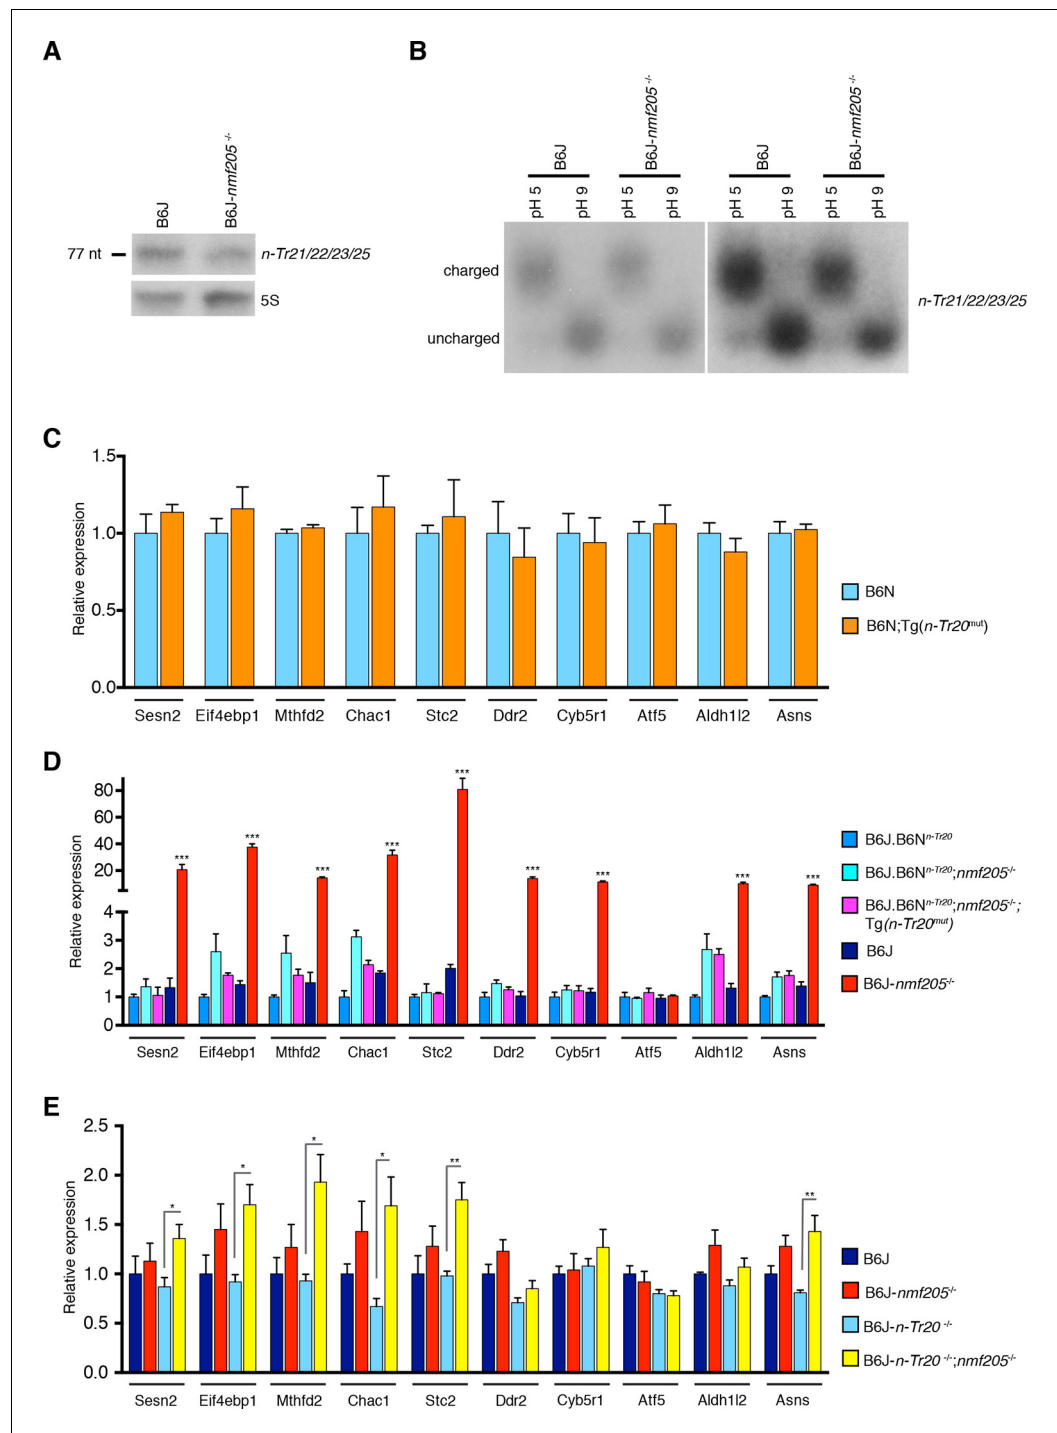 A
B6J
B6J-nmf205 -/-
77 nt
n-Tr21/22/23/25
5S
B
B6J
B6J-nmf205 -/-
B6J
B6J-nmf205 -/-
pH 5
pH 9
pH 5
pH 9
pH 5
pH 9
pH 5
pH 9
charged
uncharged
n-Tr21/22/23/25
C
Relative expression
1.5
1.0
0.5
0.0
Sesn2
Eif4ebp1
Mthfd2
Chac1
Stc2
Ddr2
Cyb5r1
Atf5
Aldh1l2
Asns
B6N
B6N;Tg(n-Tr20mut)
D
Relative expression
80
60
40
20
4
3
2
1
0
***
***
***
***
***
***
***
***
***
Sesn2
Eif4ebp1
Mthfd2
Chac1
Stc2
Ddr2
Cyb5r1
Atf5
Aldh1l2
Asns
B6J.B6Nn-Tr20
B6J.B6Nn-Tr20;nmf205-/-
B6J.B6Nn-Tr20;nmf205-/-;
Tg(n-Tr20mut)
B6J
B6J-nmf205-/-
E
Relative expression
2.5
2.0
1.5
1.0
0.5
0.0
*
*
*
*
**
**
Sesn2
Eif4ebp1
Mthfd2
Chac1
Stc2
Ddr2
Cyb5r1
Atf5
Aldh1l2
Asns
B6J
B6J-nmf205-/-
B6J-n-Tr20 -/-
B6J-n-Tr20 -/-;nmf205-/-